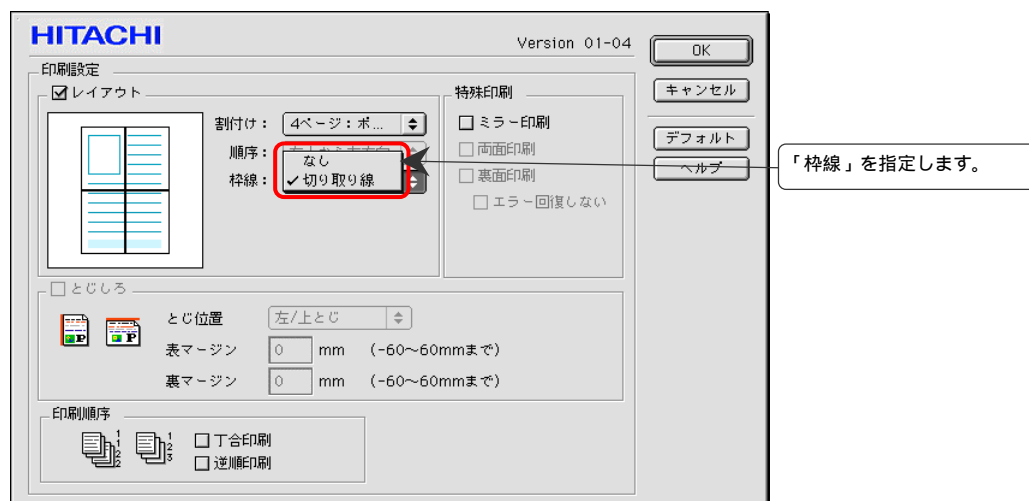 HITACHI
Version 01-04
OK
キャンセル
デフォルト
ヘルプ
印刷設定
レイアウト
割付け： 4ページ：ポ...
順序：
枠線：
なし
✓切り取り線
特殊印刷
ミラー印刷
両面印刷
裏面印刷
エラー回復しない
「枠線」を指定します。
とじしろ
とじ位置 左/上とじ
表マージン 0 mm (-60～60mmまで)
裏マージン 0 mm (-60～60mmまで)
印刷順序
丁合印刷
逆順印刷